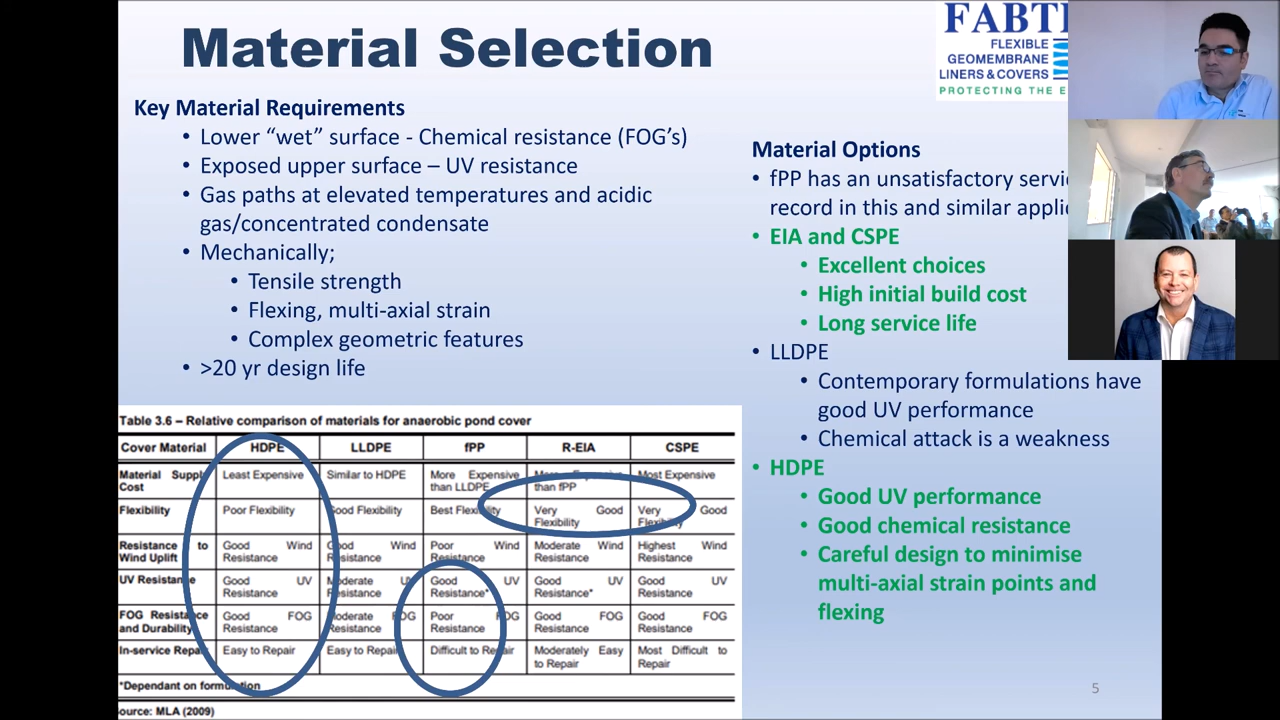 Material Selection
FABT
FLEXIBLE
GEOMEMBRANE
LINERS & COVERS
PROTECTING THE E
Key Material Requirements
• Lower “wet” surface - Chemical resistance (FOG’s)
• Exposed upper surface – UV resistance
• Gas paths at elevated temperatures and acidic
gas/concentrated condensate
• Mechanically;
• Tensile strength
• Flexing, multi-axial strain
• Complex geometric features
• >20 yr design life
Material Options
• fPP has an unsatisfactory servi
record in this and similar appli
• EIA and CSPE
• Excellent choices
• High initial build cost
• Long service life
• LLDPE
• Contemporary formulations have
good UV performance
• Chemical attack is a weakness
• HDPE
• Good UV performance
• Good chemical resistance
• Careful design to minimise
multi-axial strain points and
flexing
Table 3.6 – Relative comparison of materials for anaerobic pond cover
Cover Material HDPE LLDPE fPP R-EIA CSPE
Material Supply Cost Least Expensive Similar to HDPE More Expensive than LLDPE More Expensive than fPP Most Expensive
Flexibility Poor Flexibility Good Flexibility Best Flexibility Very Good Flexibility Very Good Flexibility
Resistance to Wind Uplift Good Wind Resistance Good Wind Resistance Poor Wind Resistance Moderate Wind Resistance Highest Wind Resistance
UV Resistance Good UV Resistance Moderate UV Resistance Good UV Resistance* Good UV Resistance* Good UV Resistance
FOG Resistance and Durability Good FOG Resistance Moderate FOG Resistance Poor FOG Resistance Good FOG Resistance Good FOG Resistance
In-service Repair Easy to Repair Easy to Repair Difficult to Repair Moderately Easy to Repair Most Difficult to Repair
*Dependant on formulation
ource: MLA (2009)
5